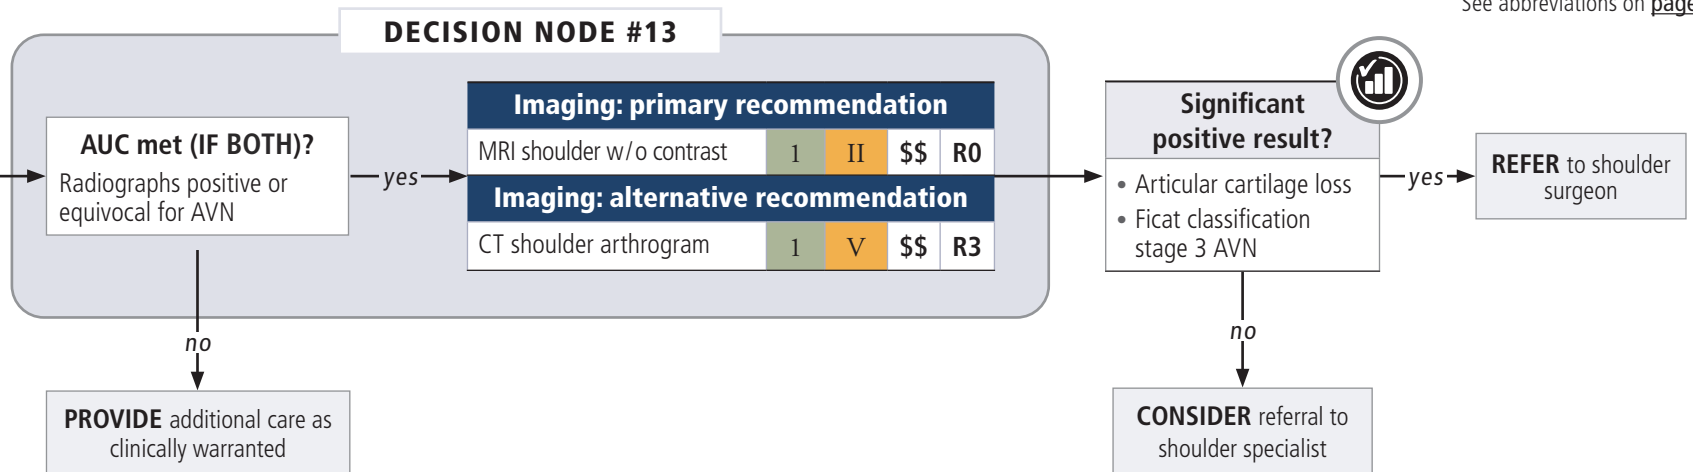 See abbreviations on page
DECISION NODE #13
AUC met (IF BOTH)?
Radiographs positive or
equivocal for AVN
yes
no
PROVIDE additional care as
clinically warranted
Imaging: primary recommendation
MRI shoulder w/o contrast 1 II $$ R0
Imaging: alternative recommendation
CT shoulder arthrogram 1 V $$ R3
Significant
positive result?
• Articular cartilage loss
• Ficat classification
stage 3 AVN
yes
REFER to shoulder
surgeon
no
CONSIDER referral to
shoulder specialist